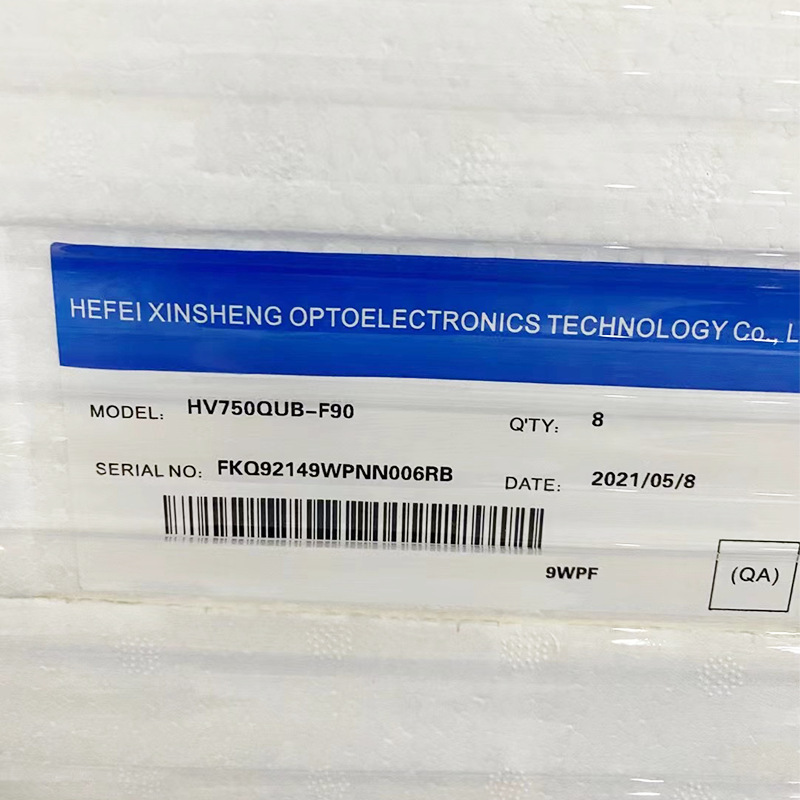 HEFEI XINSHENG OPTOELECTRONICS TECHNOLOGY Co., L
MODEL: HV750QUB-F90 Q'TY: 8
SERIAL NO: FKQ92149WPNN006RB DATE: 2021/05/8
9WPF (QA)